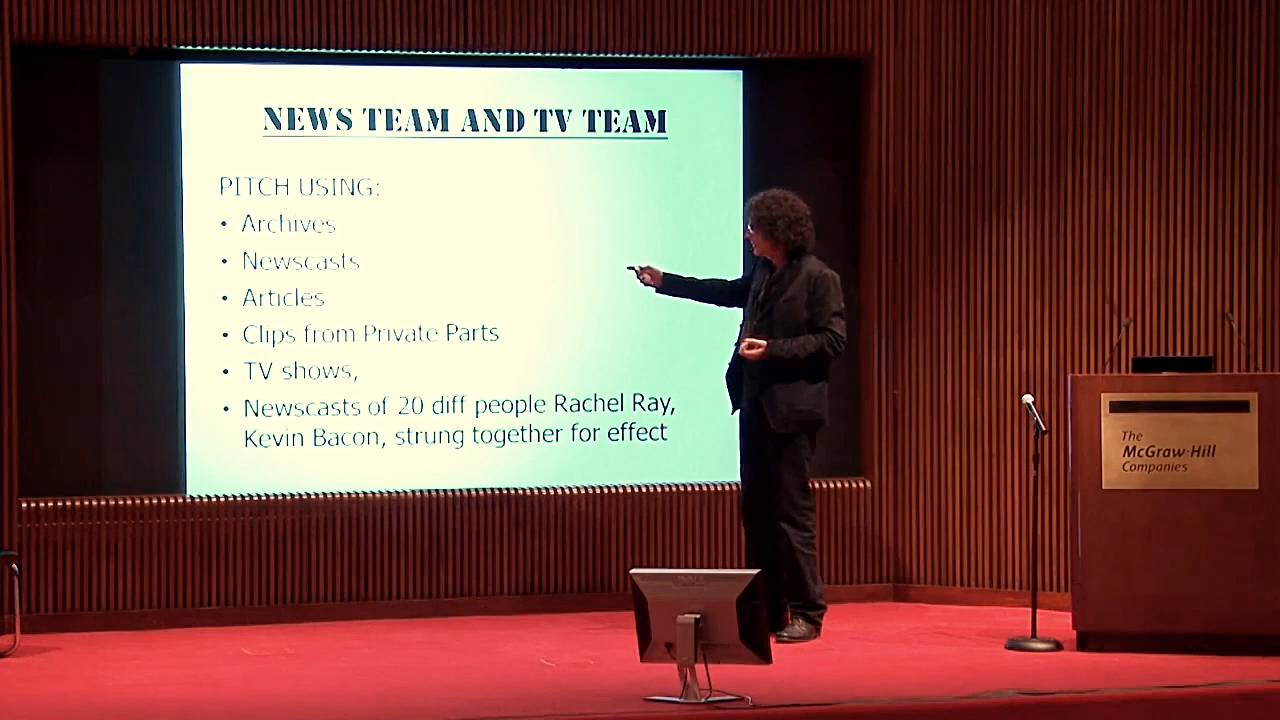 NEWS TEAM AND TV TEAM
PITCH USING:
• Archives
• Newscasts
• Articles
• Clips from Private Parts
• TV shows,
• Newscasts of 20 diff people Rachel Ray,
Kevin Bacon, strung together for effect
The
McGraw·Hill
Companies